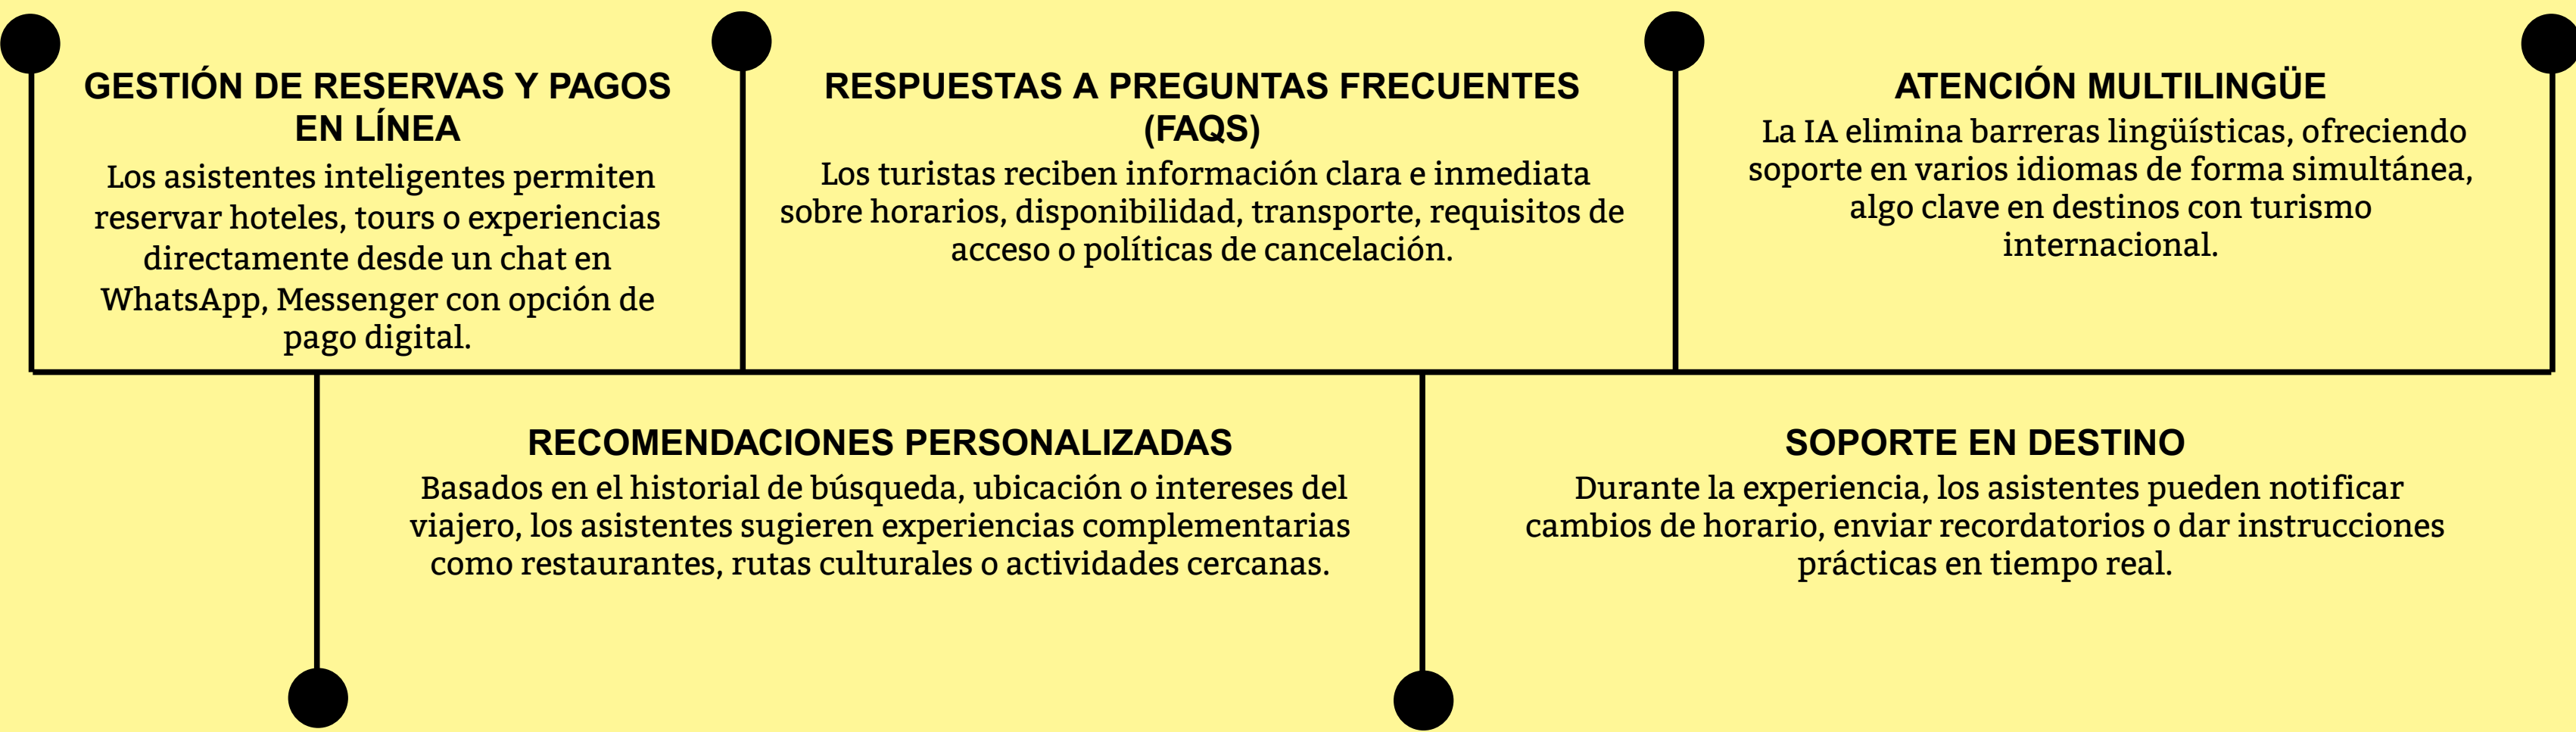 GESTIÓN DE RESERVAS Y PAGOS
EN LÍNEA
Los asistentes inteligentes permiten
reservar hoteles, tours o experiencias
directamente desde un chat en
WhatsApp, Messenger con opción de
pago digital.
RESPUESTAS A PREGUNTAS FRECUENTES
(FAQS)
Los turistas reciben información clara e inmediata
sobre horarios, disponibilidad, transporte, requisitos de
acceso o políticas de cancelación.
ATENCIÓN MULTILINGÜE
La IA elimina barreras lingüísticas, ofreciendo
soporte en varios idiomas de forma simultánea,
algo clave en destinos con turismo
internacional.
RECOMENDACIONES PERSONALIZADAS
Basados en el historial de búsqueda, ubicación o intereses del
viajero, los asistentes sugieren experiencias complementarias
como restaurantes, rutas culturales o actividades cercanas.
SOPORTE EN DESTINO
Durante la experiencia, los asistentes pueden notificar
cambios de horario, enviar recordatorios o dar instrucciones
prácticas en tiempo real.